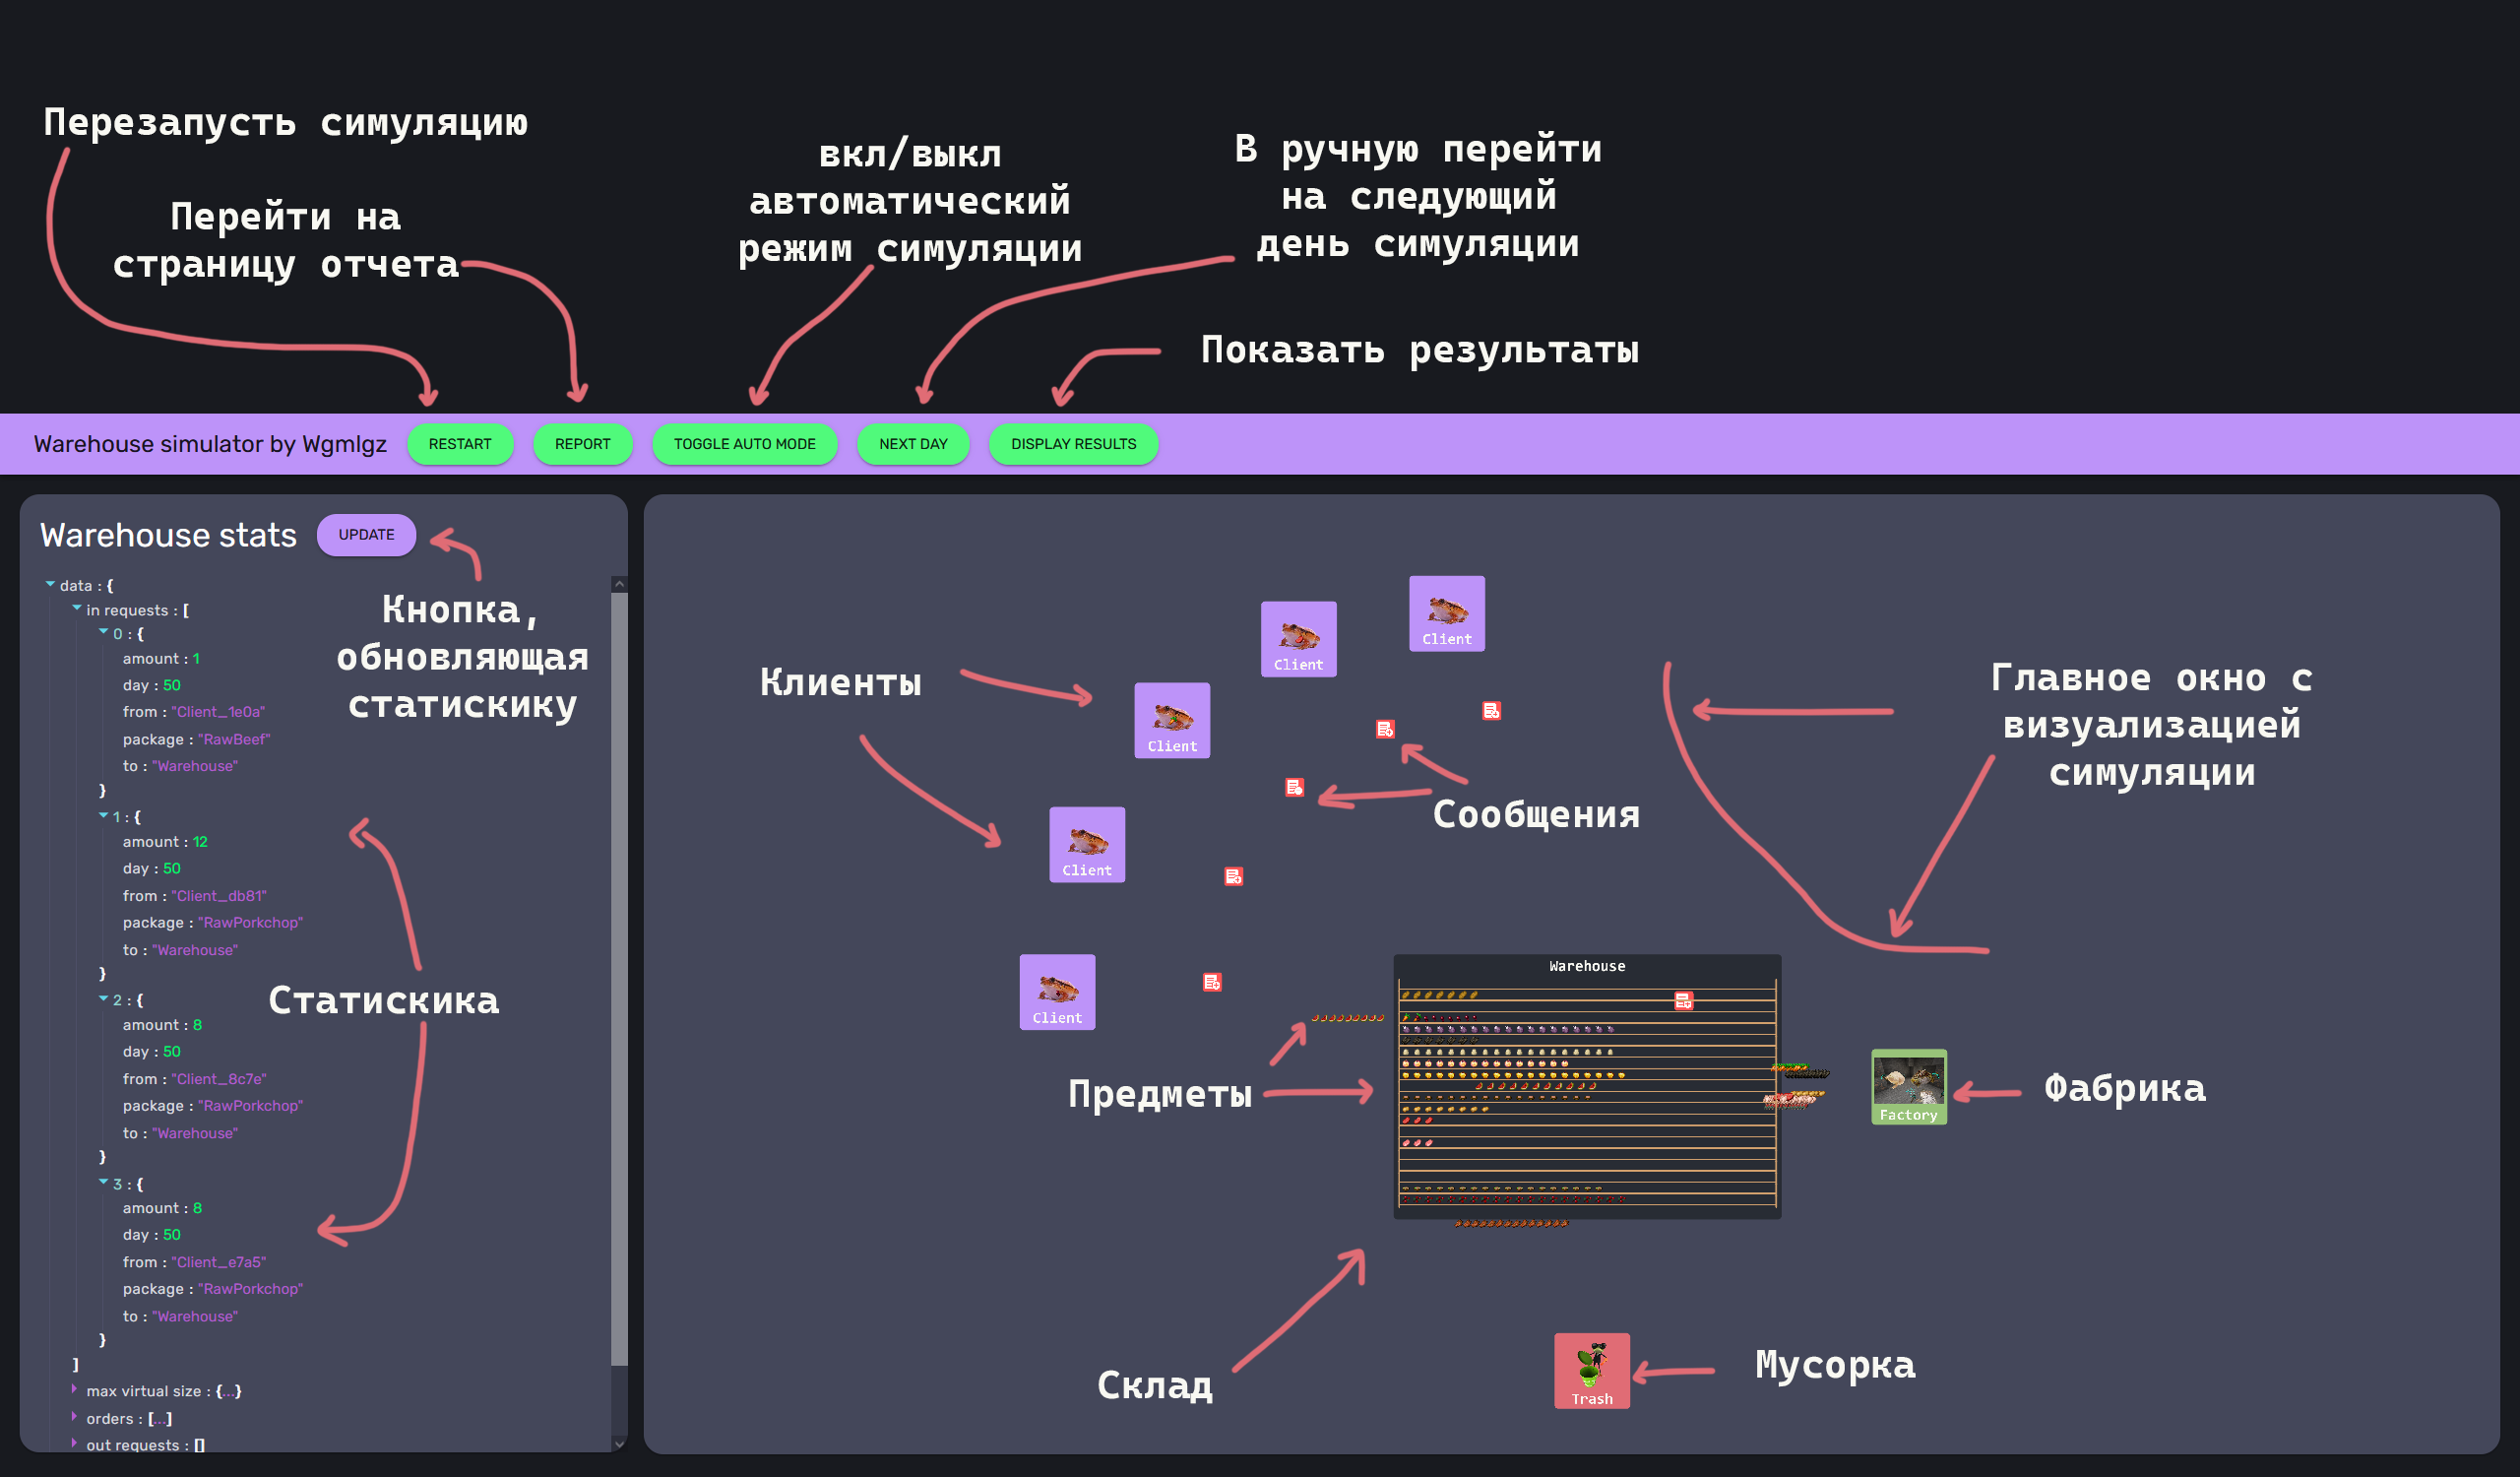 Перезапусть симуляцию
Перейти на
страницу отчета
вкл/выкл
автоматический
режим симуляции
В ручную перейти
на следующий
день симуляции
Показать результаты
Warehouse simulator by Wgmlgz
RESTART
REPORT
TOGGLE AUTO MODE
NEXT DAY
DISPLAY RESULTS
Warehouse stats
UPDATE
data : {
in requests : [
0 : {
amount : 1
day : 50
from : "Client_1e0a"
package : "RawBeef"
to : "Warehouse"
}
1 : {
amount : 12
day : 50
from : "Client_db81"
package : "RawPorkchop"
to : "Warehouse"
}
2 : {
amount : 8
day : 50
from : "Client_8c7e"
package : "RawPorkchop"
to : "Warehouse"
}
3 : {
amount : 8
day : 50
from : "Client_e7a5"
package : "RawPorkchop"
to : "Warehouse"
}
]
max virtual size : {...}
orders : [...]
out requests : []
Кнопка,
обновляющая
статискику
Статискика
Клиенты
Client
Client
Client
Client
Client
Сообщения
Главное окно с
визуализацией
симуляции
Warehouse
Предметы
Factory
Фабрика
Склад
Trash
Мусорка